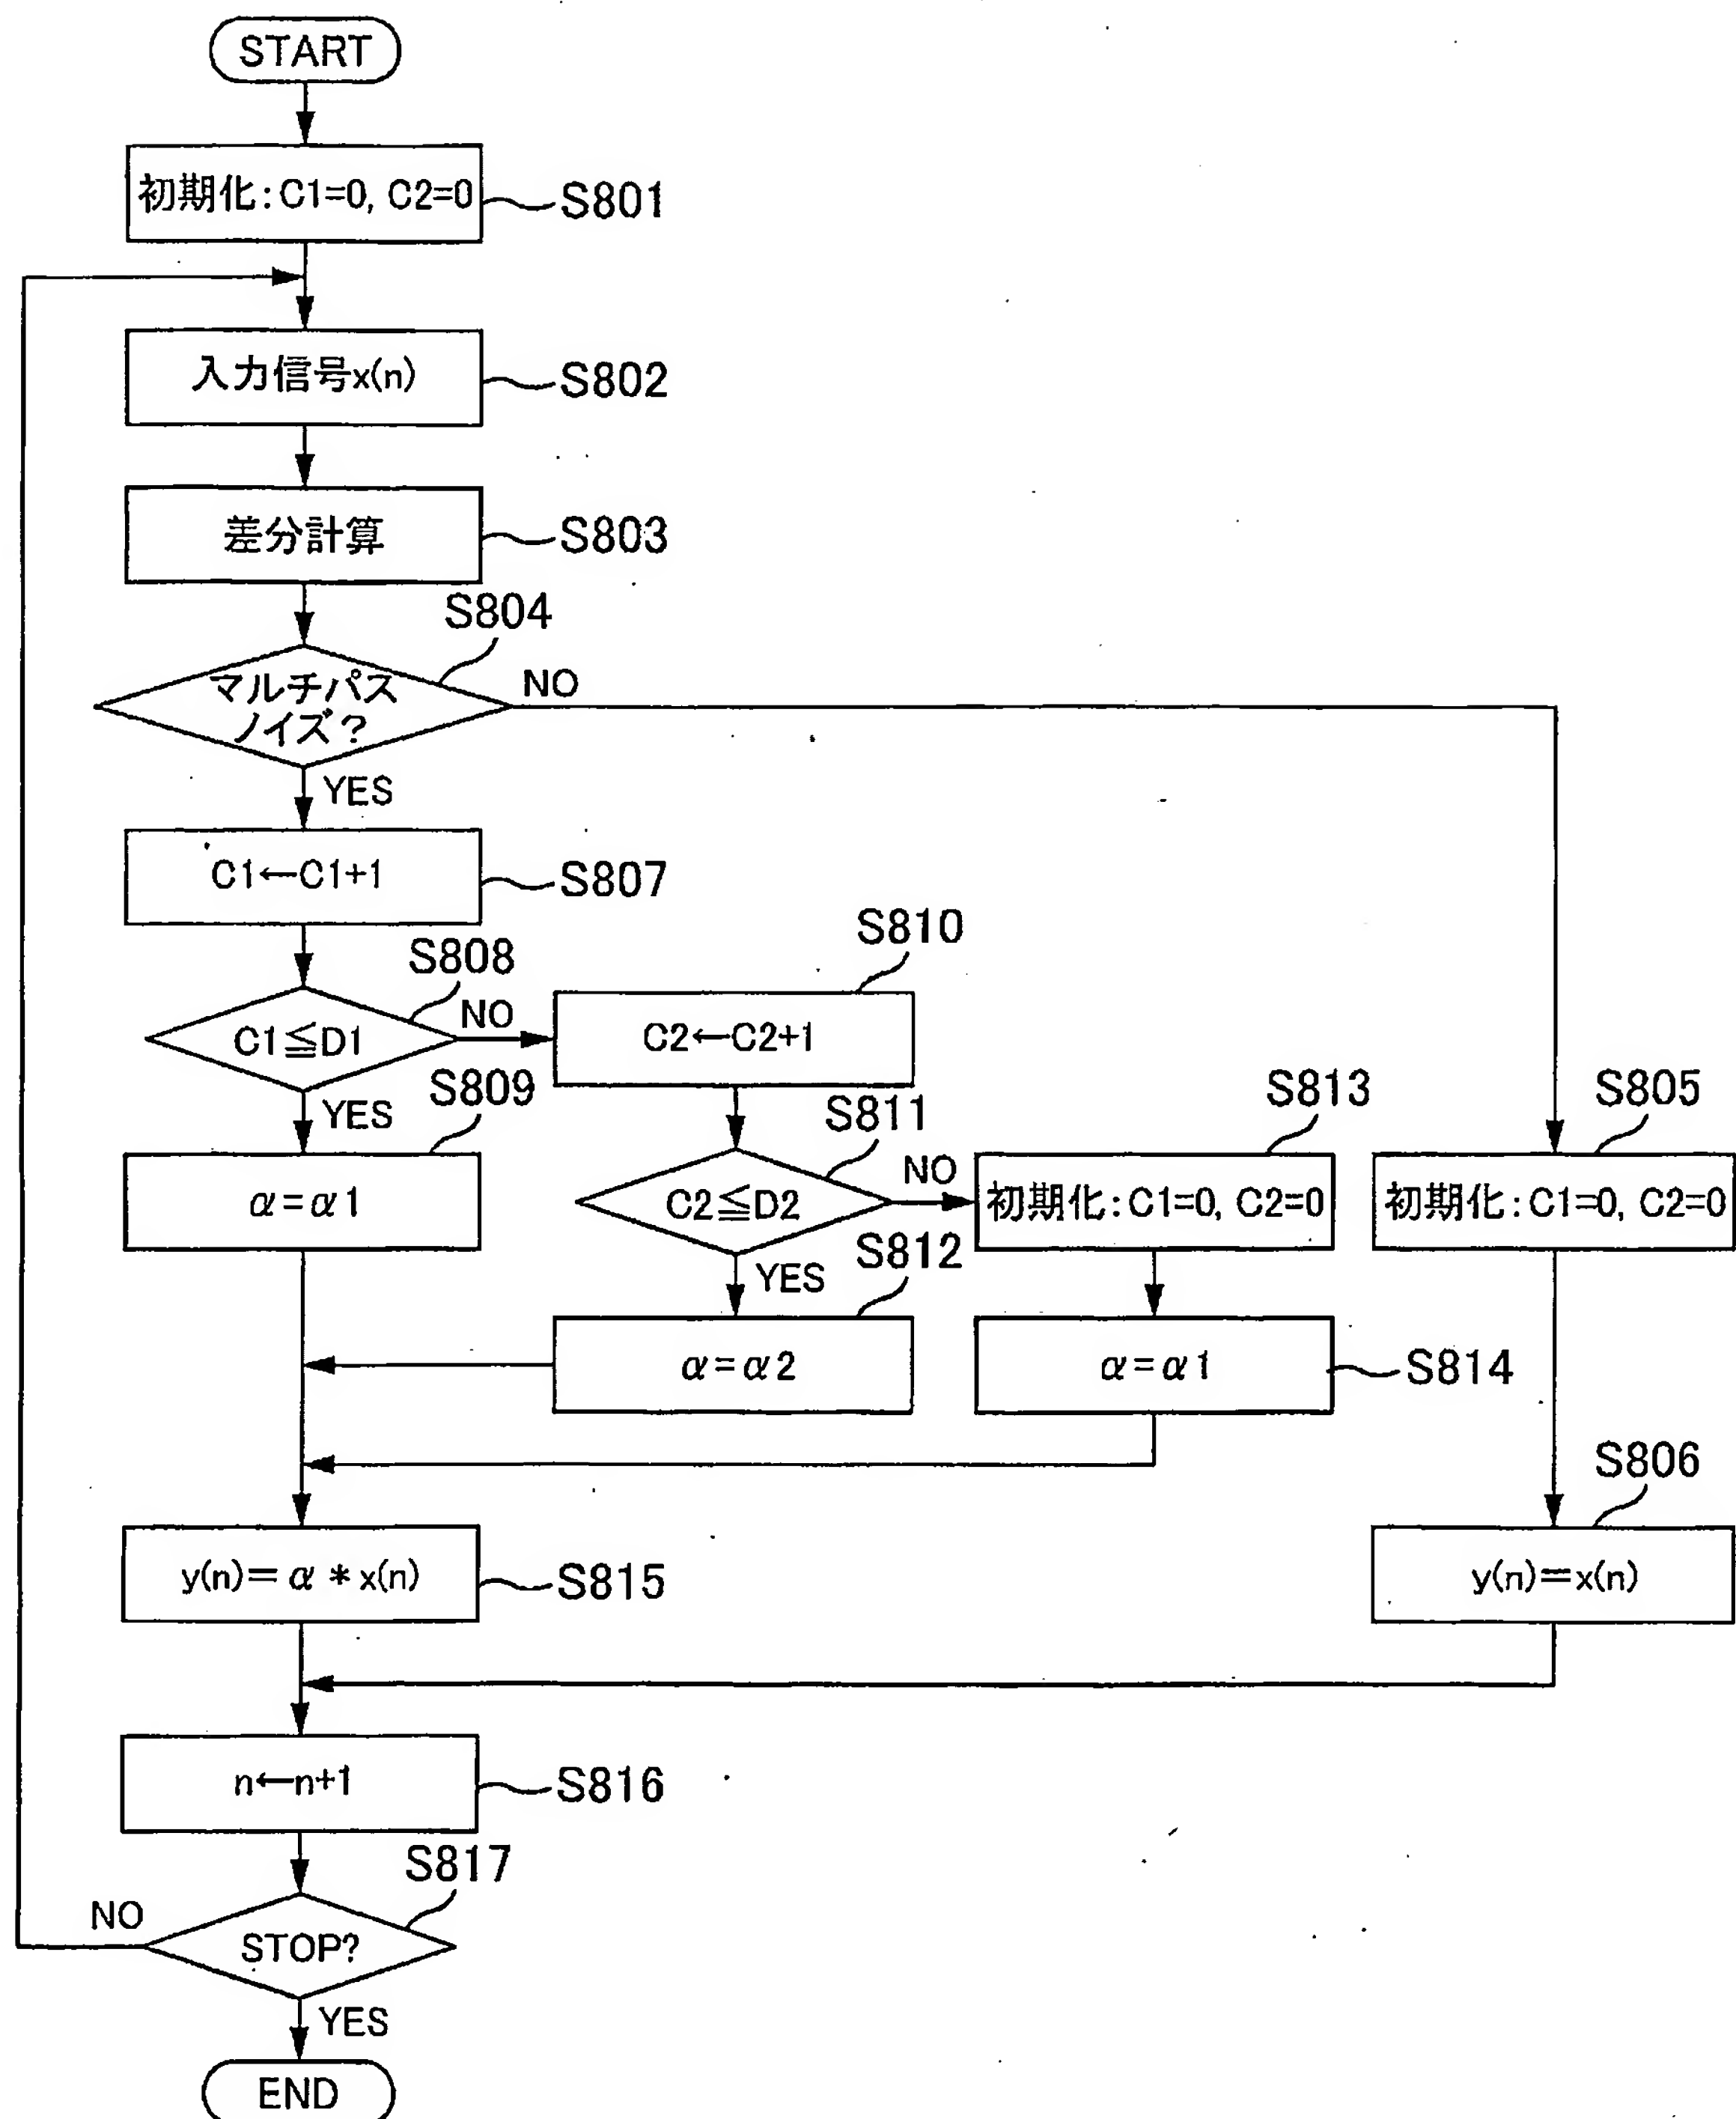 START
初期化:C1=0, C2=0
S801
入力信号x(n)
S802
差分計算
S803
S804
マルチパス
ノイズ?
NO
YES
C1←C1+1
S807
S808
C1≦D1
NO
YES
S810
C2←C2+1
S809
α=α1
S811
C2≦D2
NO
YES
S813
初期化:C1=0, C2=0
S805
初期化:C1=0, C2=0
S812
α=α2
α=α1
S814
S806
y(n)=x(n)
y(n)=α*x(n)
S815
n←n+1
S816
S817
STOP?
NO
YES
END